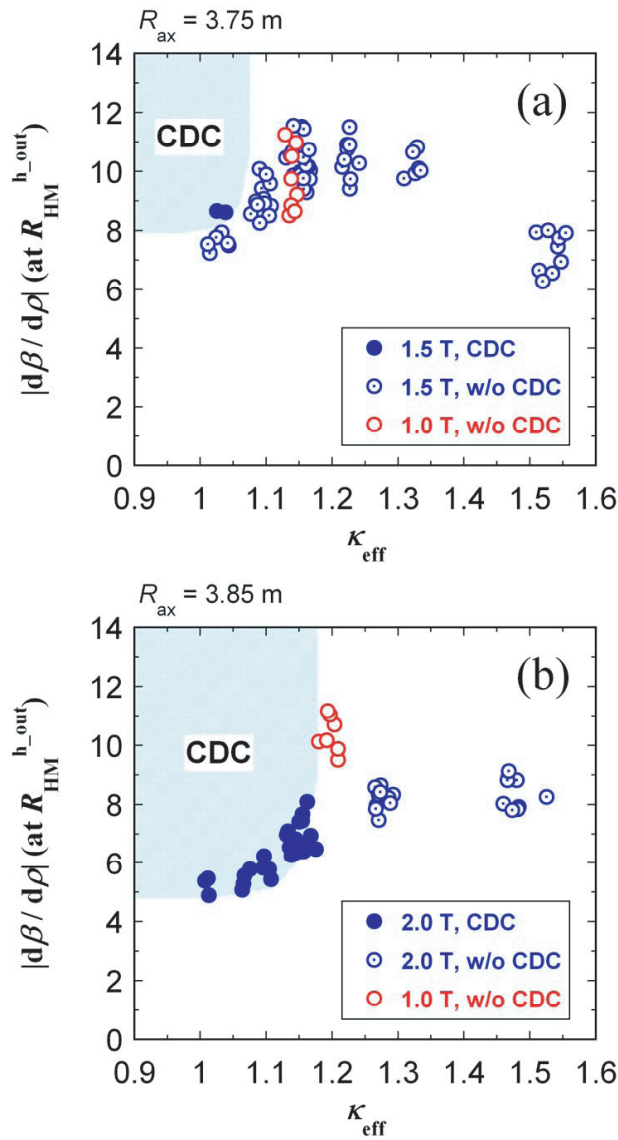 R_ax = 3.75 m
(a)
CDC
14
12
10
8
6
4
2
0
|dβ / dρ| (at R_HM^h_out)
1.5 T, CDC
1.5 T, w/o CDC
1.0 T, w/o CDC
0.9 1 1.1 1.2 1.3 1.4 1.5 1.6
κ_eff
R_ax = 3.85 m
(b)
CDC
14
12
10
8
6
4
2
0
|dβ / dρ| (at R_HM^h_out)
2.0 T, CDC
2.0 T, w/o CDC
1.0 T, w/o CDC
0.9 1 1.1 1.2 1.3 1.4 1.5 1.6
κ_eff